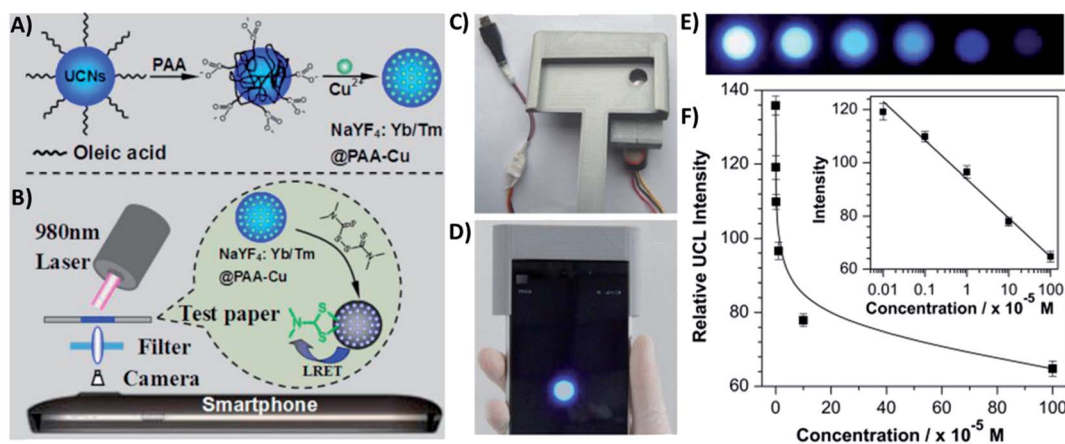 A)
UCNs
PAA
Cu2+
NaYF4: Yb/Tm
@PAA-Cu
Oleic acid
B)
980nm
Laser
NaYF4: Yb/Tm
@PAA-Cu
Test paper
LRET
Filter
Camera
Smartphone
C)
D)
E)
F)
140
120
100
80
60
Relative UCL Intensity
0
20
40
60
80
100
Concentration / x 10-5 M
120
100
80
60
Intensity
0.01
0.1
1
10
100
Concentration / x 10-5 M